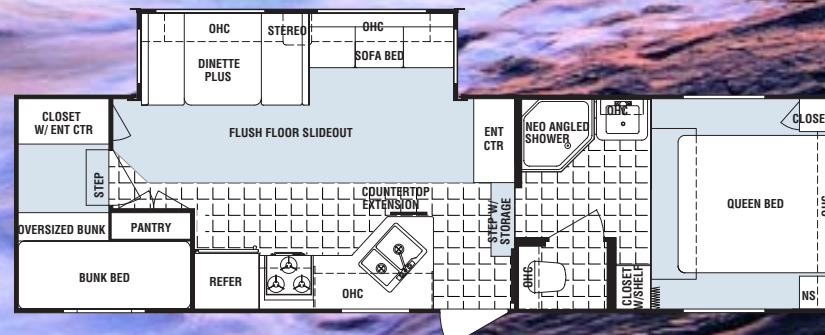 OHC
STEREO
OHC
DINETTE
PLUS
SOFA BED
CLOSET
W/ ENT CTR
FLUSH FLOOR SLIDEOUT
ENT
CTR
NEO ANGLED
SHOWER
OHC
STEP
COUNTERTOP
EXTENSION
STEP W/
STORAGE
QUEEN BED
OVERSIZED BUNK
PANTRY
BUNK BED
REFER
OHC
OHC
CLOSET
W/SHELF
NS